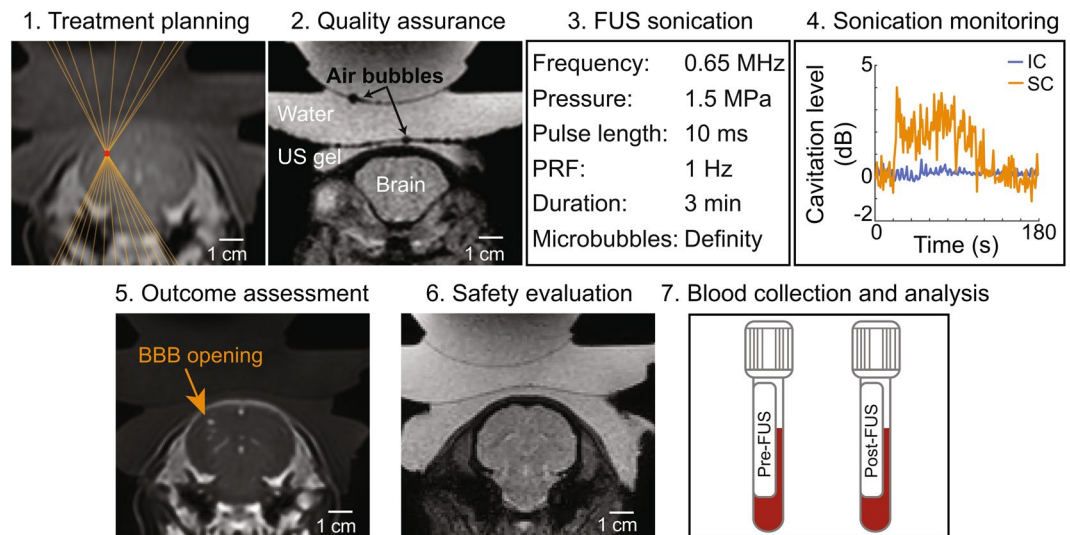 1. Treatment planning
2. Quality assurance
3. FUS sonication
4. Sonication monitoring
1 cm
Air bubbles
Water
US gel
Brain
1 cm
Frequency: 0.65 MHz
Pressure: 1.5 MPa
Pulse length: 10 ms
PRF: 1 Hz
Duration: 3 min
Microbubbles: Definity
IC
SC
Cavitation level
(dB)
5
0
-2
0
180
Time (s)
5. Outcome assessment
6. Safety evaluation
7. Blood collection and analysis
BBB opening
1 cm
1 cm
Pre-FUS
Post-FUS